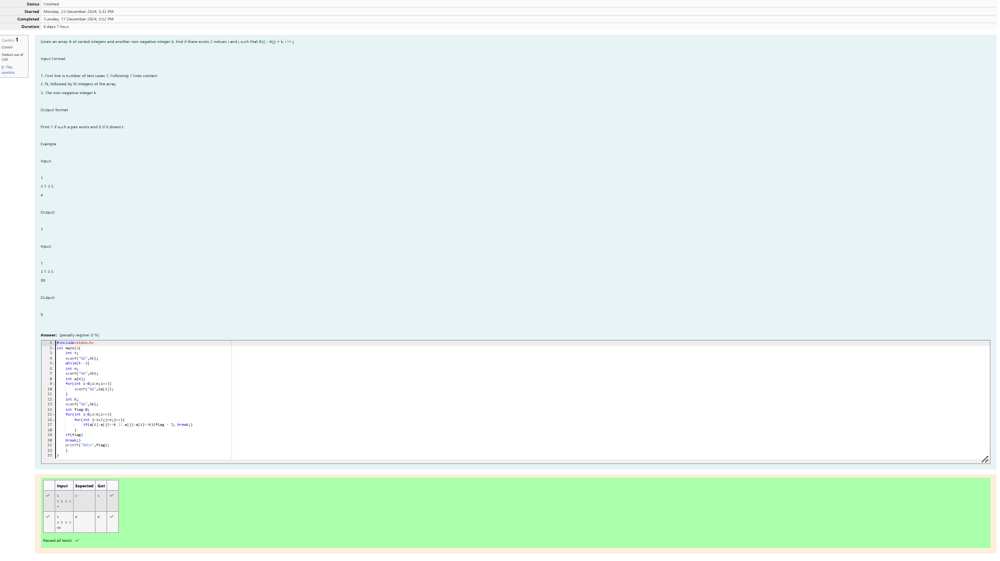 Status Finished
Started Monday, 23 December 2024, 5:33 PM
Completed Tuesday, 17 December 2024, 3:52 PM
Duration 6 days 1 hour
Question 1
Correct
Marked out of
3.00
Flag
question
Given an array A of sorted integers and another non negative integer k, find if there exists 2 indices i and j such that A[i] - A[j] = k, i != j.
Input Format
1. First line is number of test cases T. Following T lines contain:
2. N, followed by N integers of the array
3. The non-negative integer k
Output format
Print 1 if such a pair exists and 0 if it doesn't.
Example
Input
1
3 1 3 5
4
Output:
1
Input
1
3 1 3 5
99
Output:
0
Answer: (penalty regime: 0 %)
1 #include<stdio.h>
2 int main(){
3 int t;
4 scanf("%d",&t);
5 while(t--){
6 int n;
7 scanf("%d",&n);
8 int a[n];
9 for(int i=0;i<n;i++){
10 scanf("%d",&a[i]);
11 }
12 int k;
13 scanf("%d",&k);
14 int flag=0;
15 for(int i=0;i<n;i++){
16 for(int j=i+1;j<n;j++){
17 if(a[i]-a[j]==k || a[j]-a[i]==k){flag = 1; break;}
18 }
19 if(flag)
20 break;}
21 printf("%d\n",flag);
22 }
23 }
Input Expected Got
1 1 1
3 1 3 5
4
1 0 0
3 1 3 5
99
Passed all tests!